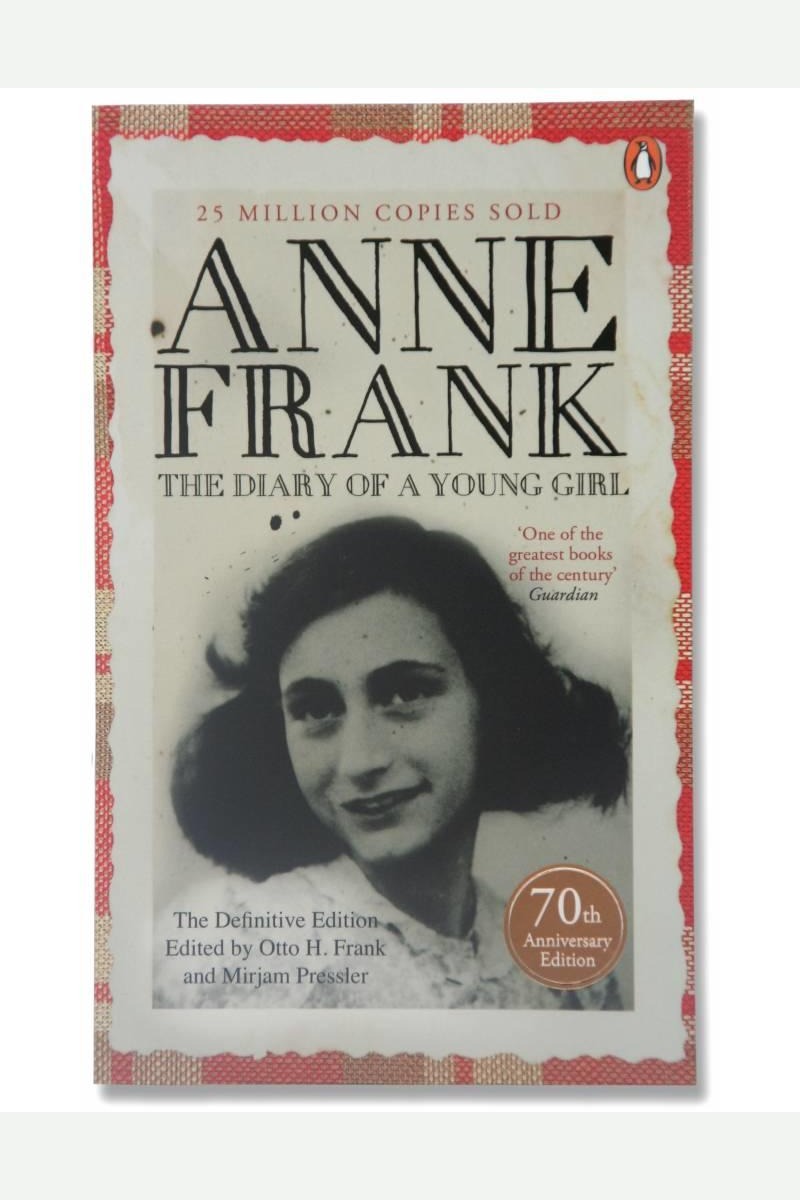 25 MILLION COPIES SOLD
ANNE
FRANK
THE DIARY OF A YOUNG GIRL
‘One of the
greatest books
of the century’
Guardian
The Definitive Edition
Edited by Otto H. Frank
and Mirjam Pressler
70th
Anniversary
Edition